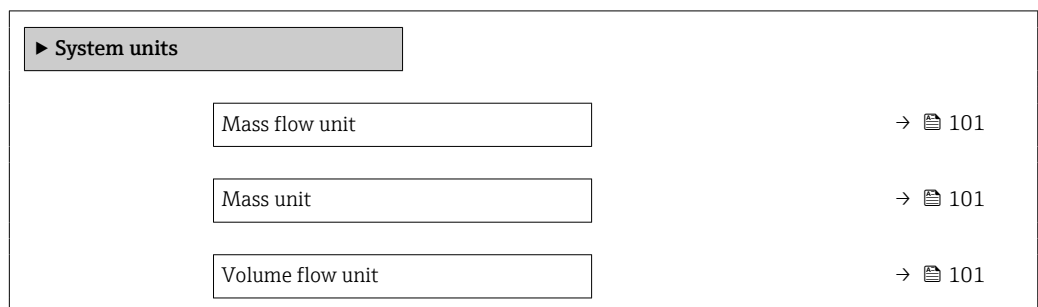 ▶ System units
Mass flow unit → 101
Mass unit → 101
Volume flow unit → 101